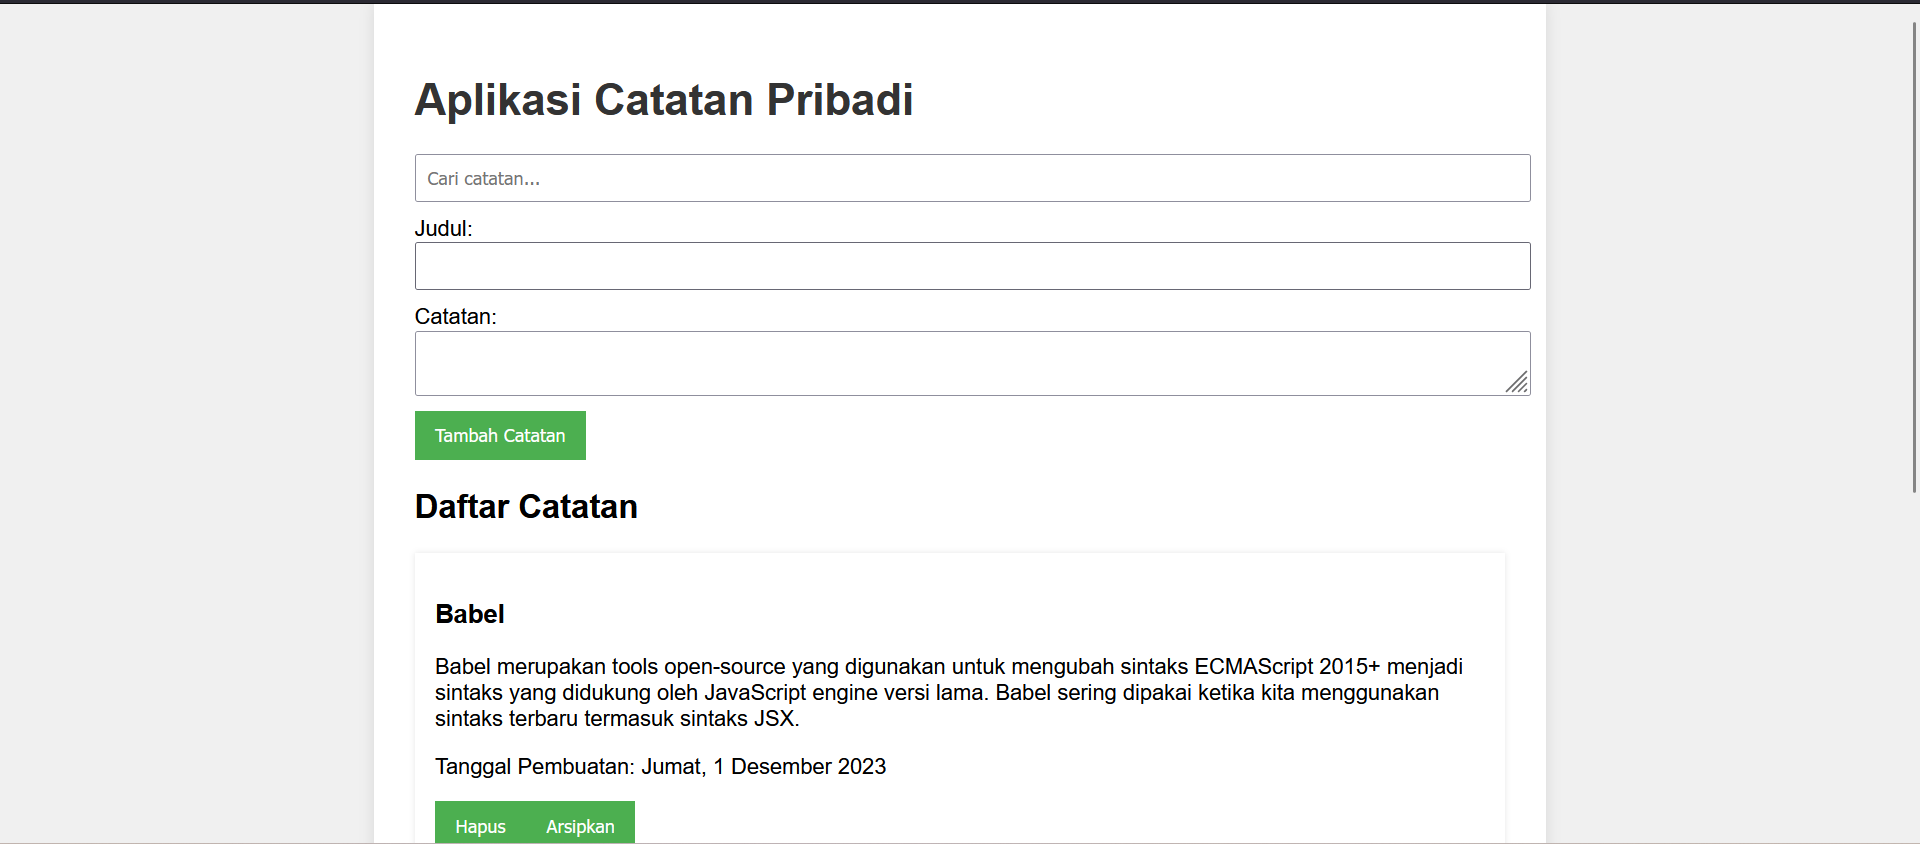 Aplikasi Catatan Pribadi
Cari catatan...
Judul:
Catatan:
Tambah Catatan
Daftar Catatan
Babel
Babel merupakan tools open-source yang digunakan untuk mengubah sintaks ECMAScript 2015+ menjadi
sintaks yang didukung oleh JavaScript engine versi lama. Babel sering dipakai ketika kita menggunakan
sintaks terbaru termasuk sintaks JSX.
Tanggal Pembuatan: Jumat, 1 Desember 2023
Hapus Arsipkan